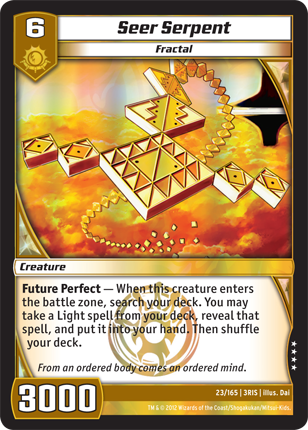 6
Seer Serpent
Fractal
Creature
Future Perfect — When this creature enters
the battle zone, search your deck. You may
take a Light spell from your deck, reveal that
spell, and put it into your hand. Then shuffle
your deck.
From an ordered body comes an ordered mind.
3000
23/165 | 3RIS | illus. Dai
TM & © 2012 Wizards of the Coast/Shogakukan/Mitsui-Kids.